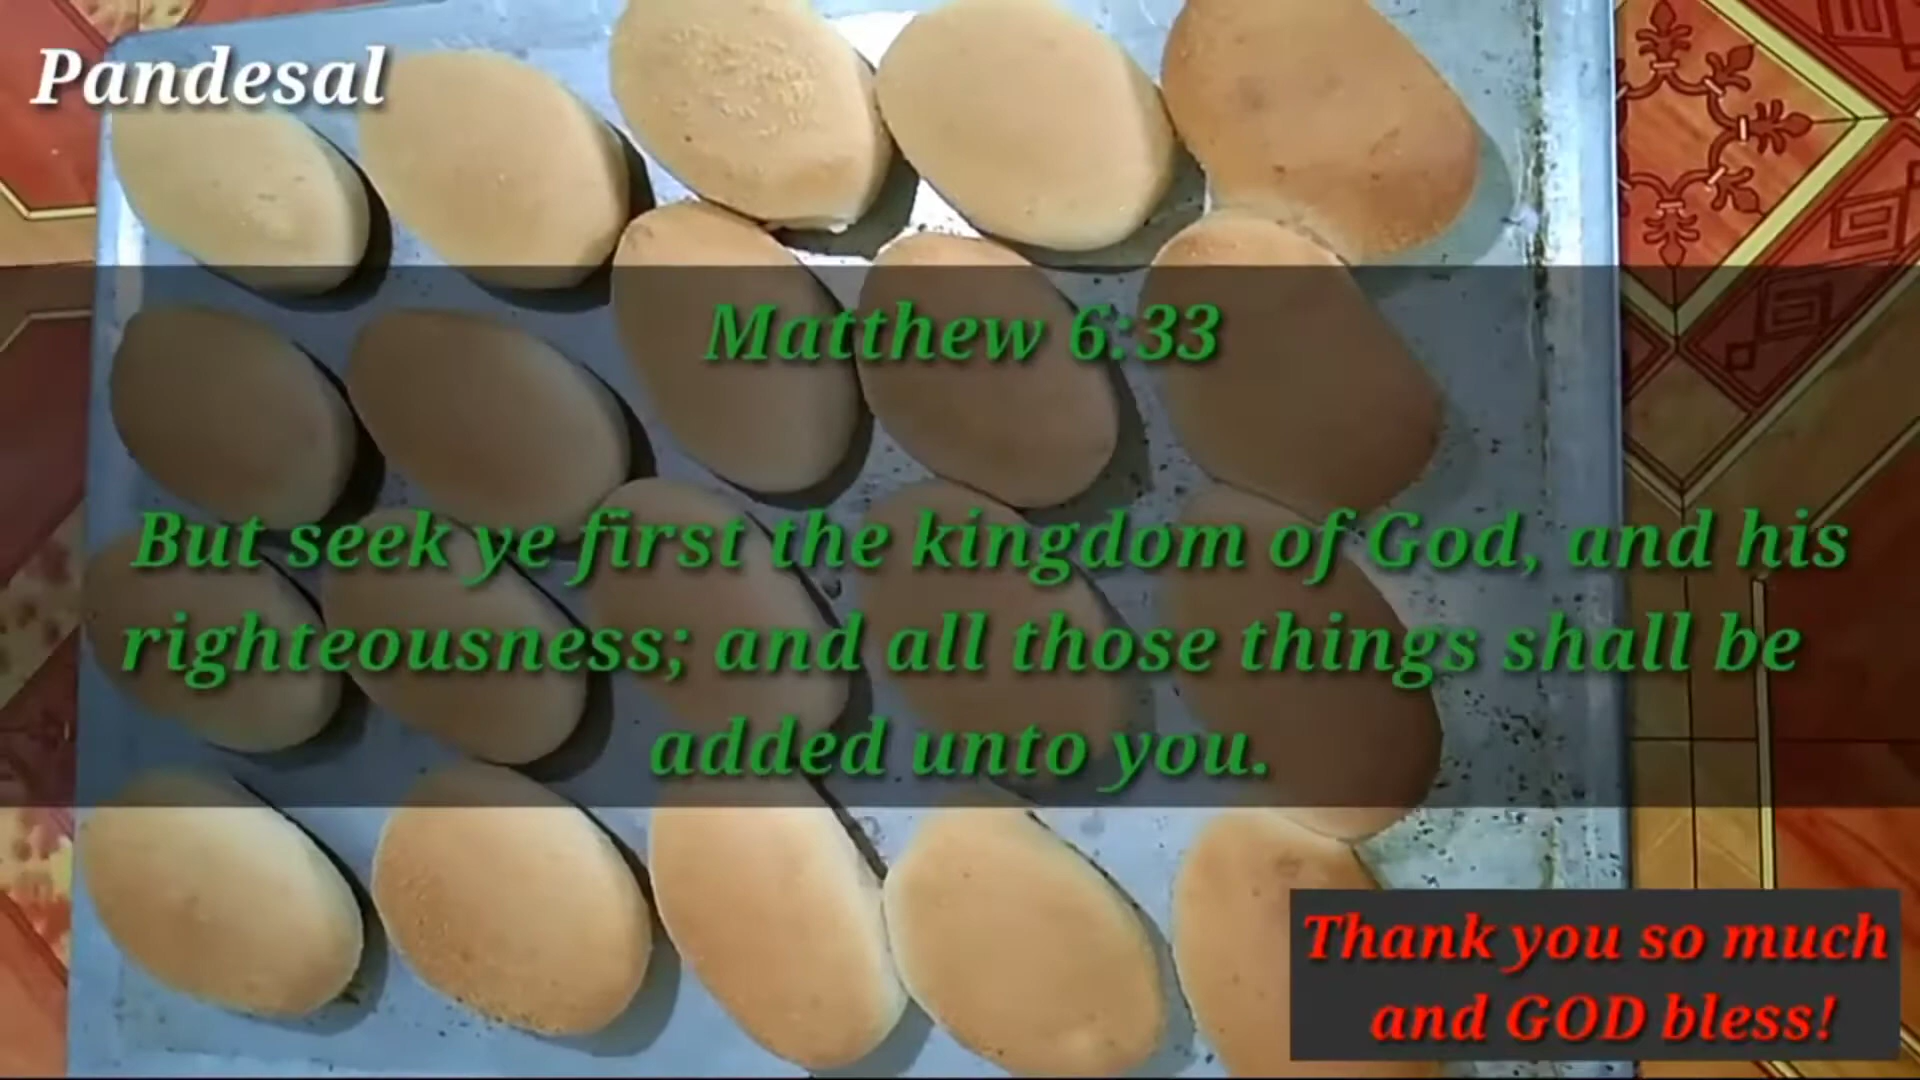 Pandesal
Matthew 6:33
But seek ye first the kingdom of God, and his
righteousness; and all those things shall be
added unto you.
Thank you so much
and GOD bless!